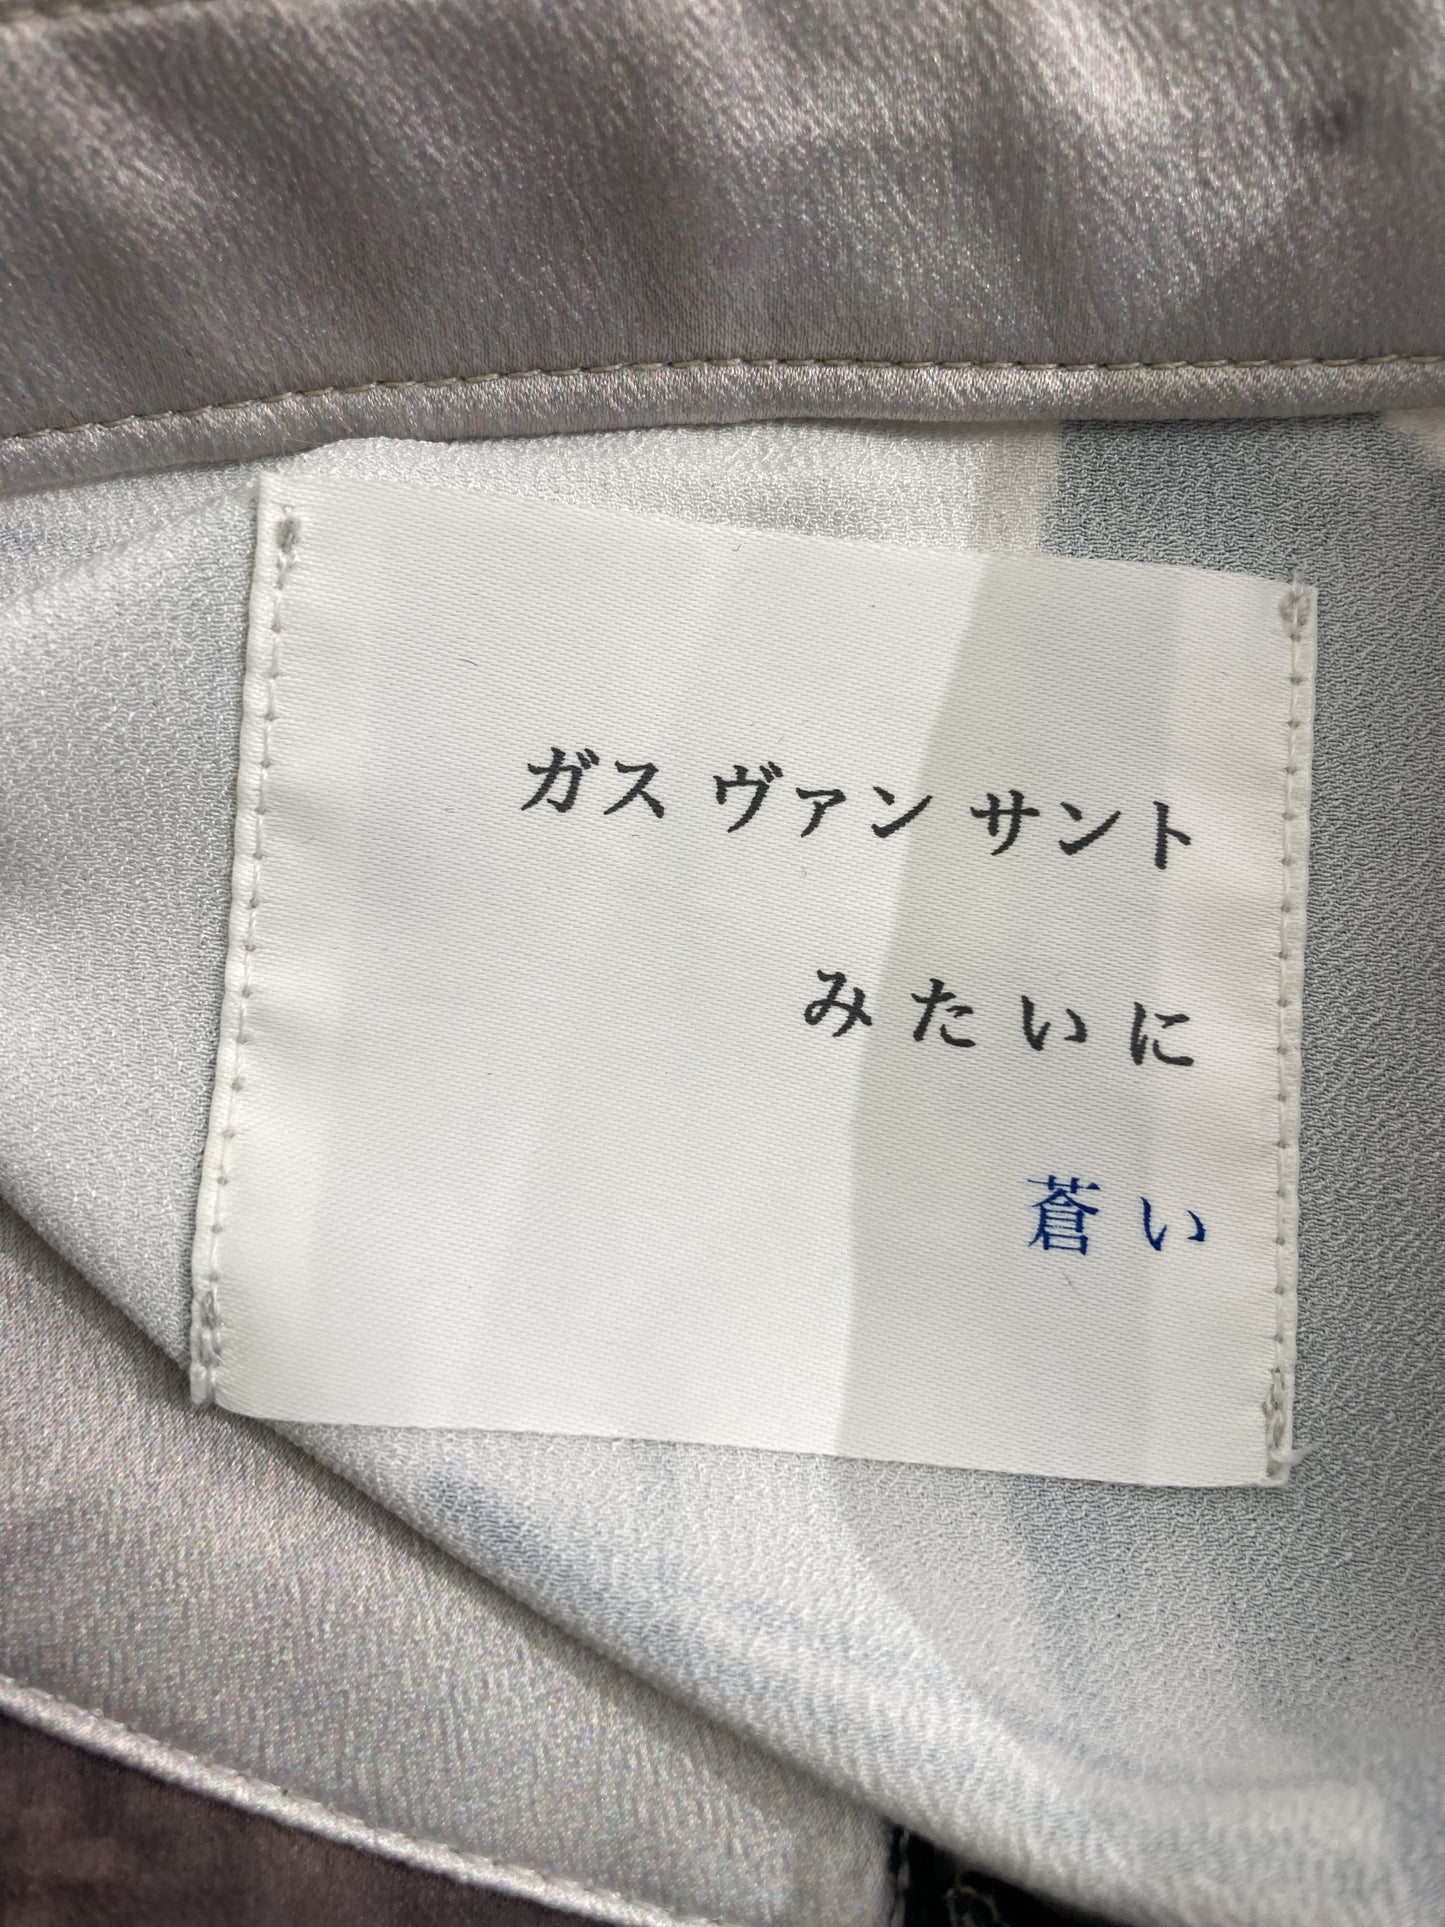 ガス ヴァン サント
みたいに
蒼い